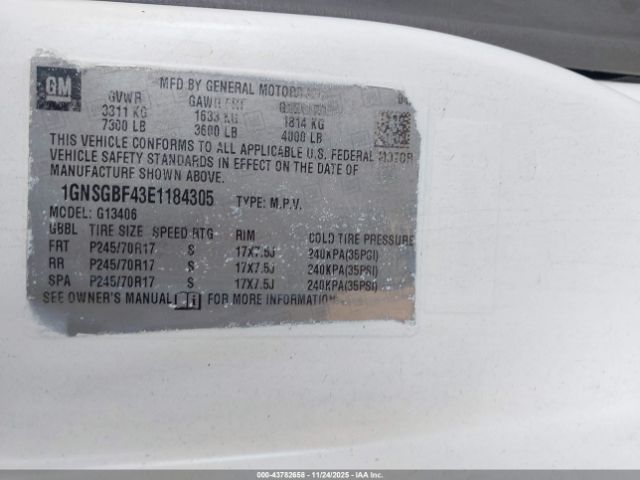 GM
MFD BY GENERAL MOTORS
GVWR GAWR FRT
3311 KG 1633 KG 1814 KG
7300 LB 3600 LB 4000 LB
THIS VEHICLE CONFORMS TO ALL APPLICABLE U.S. FEDERAL MOTOR
VEHICLE SAFETY STANDARDS IN EFFECT ON THE DATE OF
MANUFACTURE SHOWN ABOVE.
1GNSGBF43E1184305 TYPE: M.P.V.
MODEL: G13406
GBBL TIRE SIZE SPEED RTG RIM COLD TIRE PRESSURE
FRT P245/70R17 S 17X7.5J 240KPA(35PSI)
RR P245/70R17 S 17X7.5J 240KPA(35PSI)
SPA P245/70R17 S 17X7.5J 240KPA(35PSI)
SEE OWNER'S MANUAL FOR MORE INFORMATION
000-43782658 - 11/24/2025 - IAAI.COM